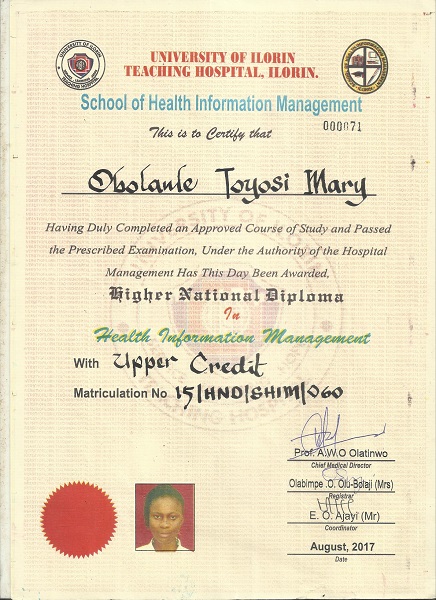 UNIVERSITY OF ILORIN
TEACHING HOSPITAL, ILORIN.
School of Health Information Management
000071
This is to Certify that
Obolanle Toyosi Mary
Having Duly Completed an Approved Course of Study and Passed
the Prescribed Examination, Under the Authority of the Hospital
Management Has This Day Been Awarded.
Higher National Diploma
In
Health Information Management
With Upper Credit
Matriculation No 15/HND/SHIM/060
Prof. A.W.O Olatinwo
Chief Medical Director
Olabimpe .O. Olu-Bolaji (Mrs)
Registrar
E. O. Ajayi (Mr)
Coordinator
August, 2017
Date